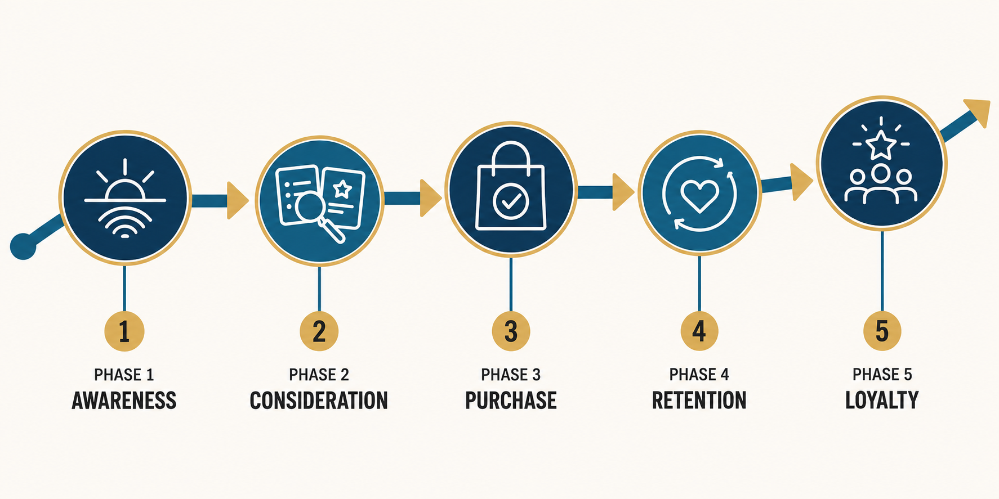 1
PHASE 1
AWARENESS
2
PHASE 2
CONSIDERATION
3
PHASE 3
PURCHASE
4
PHASE 4
RETENTION
5
PHASE 5
LOYALTY